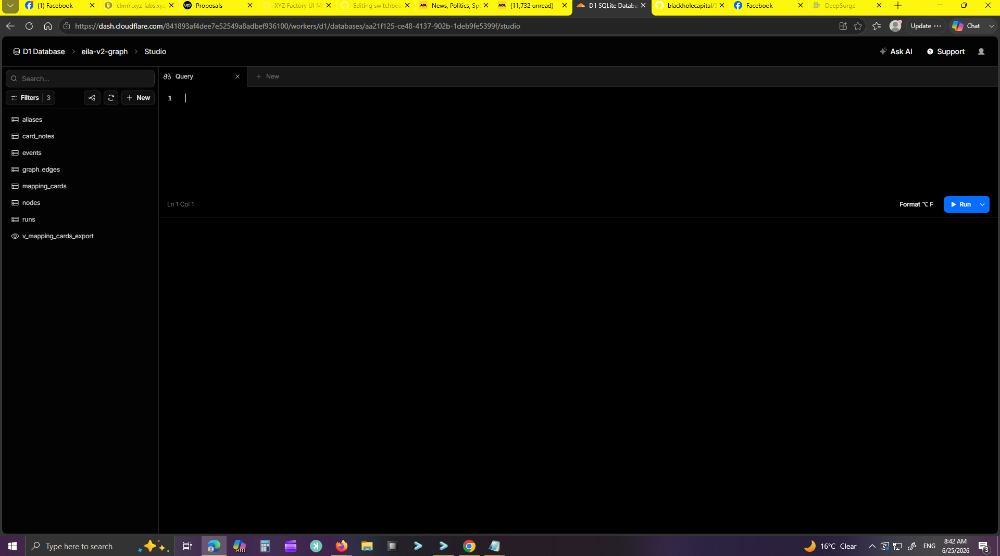 (1) Facebook
clmm.xyz-labs.xyz
Proposals
XYZ Factory UI M
Editing switchboa
News, Politics, Sp
(11,732 unread) -
D1 SQLite Databa
blackholecapital/
Facebook
DeepSurge
https://dash.cloudflare.com/841893af4dee7e52549a8adbef936100/workers/d1/databases/aa21f125-ce48-4137-902b-1deb9fe5399f/studio
Update
Chat
D1 Database > eila-v2-graph > Studio
Ask AI
Support
Search...
Query
+ New
Filters 3
+ New
1
aliases
card_notes
events
graph_edges
mapping_cards
nodes
runs
v_mapping_cards_export
Ln 1 Col 1
Format ⌥ F
Run
Type here to search
M365
16°C Clear
ENG
8:42 AM
6/25/2026
3